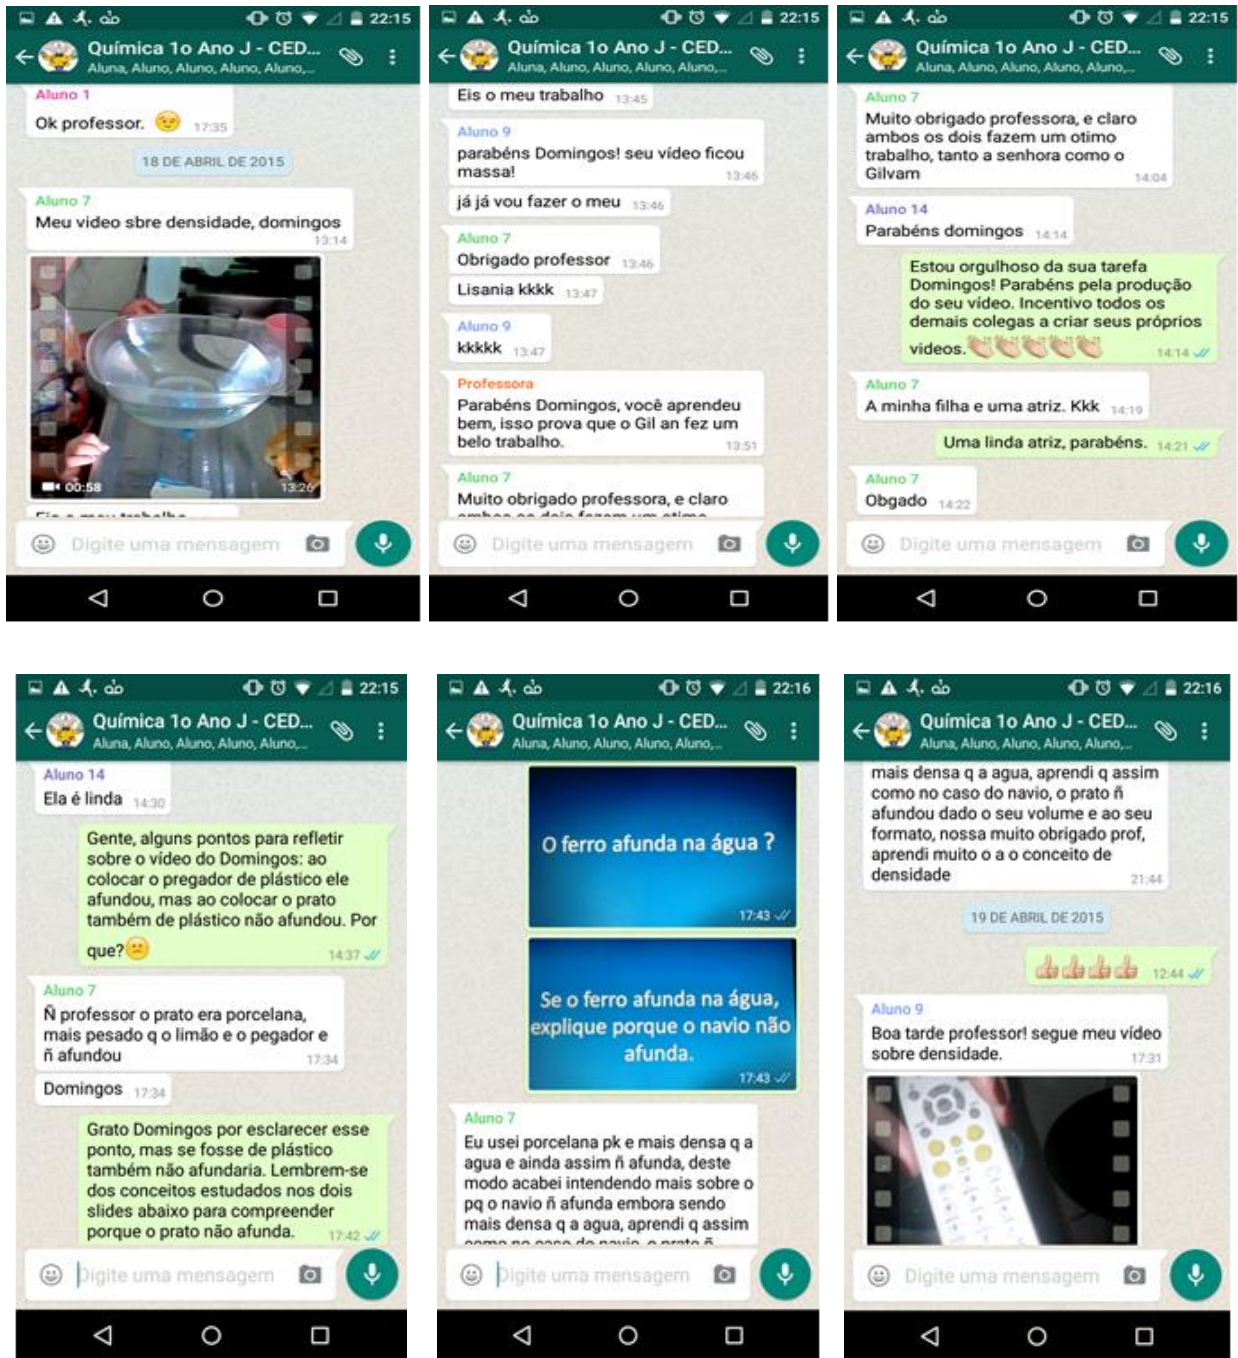 22:15
Química 1o Ano J - CED...
Aluna, Aluno, Aluno, Aluno, Aluno,...
Aluno 1
Ok professor. 😉 17:35
18 DE ABRIL DE 2015
Aluno 7
Meu video sbre densidade, domingos
13:14
00:58 13:26
Eis o meu trabalho
Digite uma mensagem
22:15
Química 1o Ano J - CED...
Aluna, Aluno, Aluno, Aluno, Aluno,...
Eis o meu trabalho 13:45
Aluno 9
parabéns Domingos! seu vídeo ficou
massa! 13:46
já já vou fazer o meu 13:46
Aluno 7
Obrigado professor 13:46
Lisania kkkk 13:47
Aluno 9
kkkkk 13:47
Professora
Parabéns Domingos, você aprendeu
bem, isso prova que o Gil an fez um
belo trabalho. 13:51
Aluno 7
Muito obrigado professora, e claro
ambos os dois fazem um otimo
Digite uma mensagem
22:15
Química 1o Ano J - CED...
Aluna, Aluno, Aluno, Aluno, Aluno,...
Aluno 7
Muito obrigado professora, e claro
ambos os dois fazem um otimo
trabalho, tanto a senhora como o
Gilvam 14:04
Aluno 14
Parabéns domingos 14:14
Estou orgulhoso da sua tarefa
Domingos! Parabéns pela produção
do seu vídeo. Incentivo todos os
demais colegas a criar seus próprios
videos.👏👏👏👏👏 14:14
Aluno 7
A minha filha e uma atriz. Kkk 14:19
Uma linda atriz, parabéns. 14:21
Aluno 7
Obgado 14:22
Digite uma mensagem
22:15
Química 1o Ano J - CED...
Aluna, Aluno, Aluno, Aluno, Aluno,...
Aluno 14
Ela é linda 14:30
Gente, alguns pontos para refletir
sobre o vídeo do Domingos: ao
colocar o pregador de plástico ele
afundou, mas ao colocar o prato
também de plástico não afundou. Por
que?😕 14:37
Aluno 7
Ñ professor o prato era porcelana,
mais pesado q o limão e o pegador e
ñ afundou 17:34
Domingos 17:34
Grato Domingos por esclarecer esse
ponto, mas se fosse de plástico
também não afundaria. Lembrem-se
dos conceitos estudados nos dois
slides abaixo para compreender
porque o prato não afunda. 17:42
Digite uma mensagem
22:16
Química 1o Ano J - CED...
Aluna, Aluno, Aluno, Aluno, Aluno,...
O ferro afunda na água ?
17:43
Se o ferro afunda na água,
explique porque o navio não
afunda.
17:43
Aluno 7
Eu usei porcelana pk e mais densa q a
agua e ainda assim ñ afunda, deste
modo acabei intendendo mais sobre o
pq o navio ñ afunda embora sendo
mais densa q a agua, aprendi q assim
como no caso do navio, o prato ñ
Digite uma mensagem
22:16
Química 1o Ano J - CED...
Aluna, Aluno, Aluno, Aluno, Aluno,...
mais densa q a agua, aprendi q assim
como no caso do navio, o prato ñ
afundou dado o seu volume e ao seu
formato, nossa muito obrigado prof,
aprendi muito o a o conceito de
densidade 21:44
19 DE ABRIL DE 2015
👍👍👍👍 12:44
Aluno 9
Boa tarde professor! segue meu vídeo
sobre densidade. 17:31
Digite uma mensagem